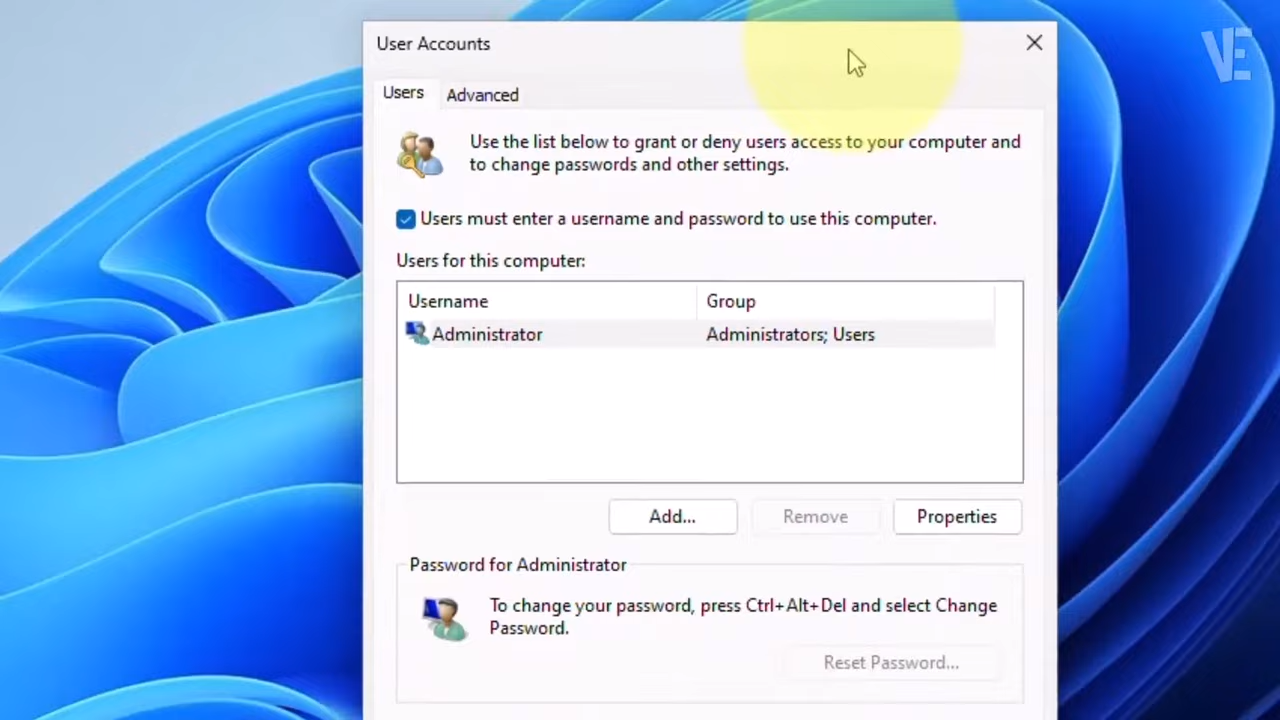 User Accounts
VE
Users
Advanced
Use the list below to grant or deny users access to your computer and
to change passwords and other settings.
Users must enter a username and password to use this computer.
Users for this computer:
Username Group
Administrator Administrators; Users
Add... Remove Properties
Password for Administrator
To change your password, press Ctrl+Alt+Del and select Change
Password.
Reset Password...